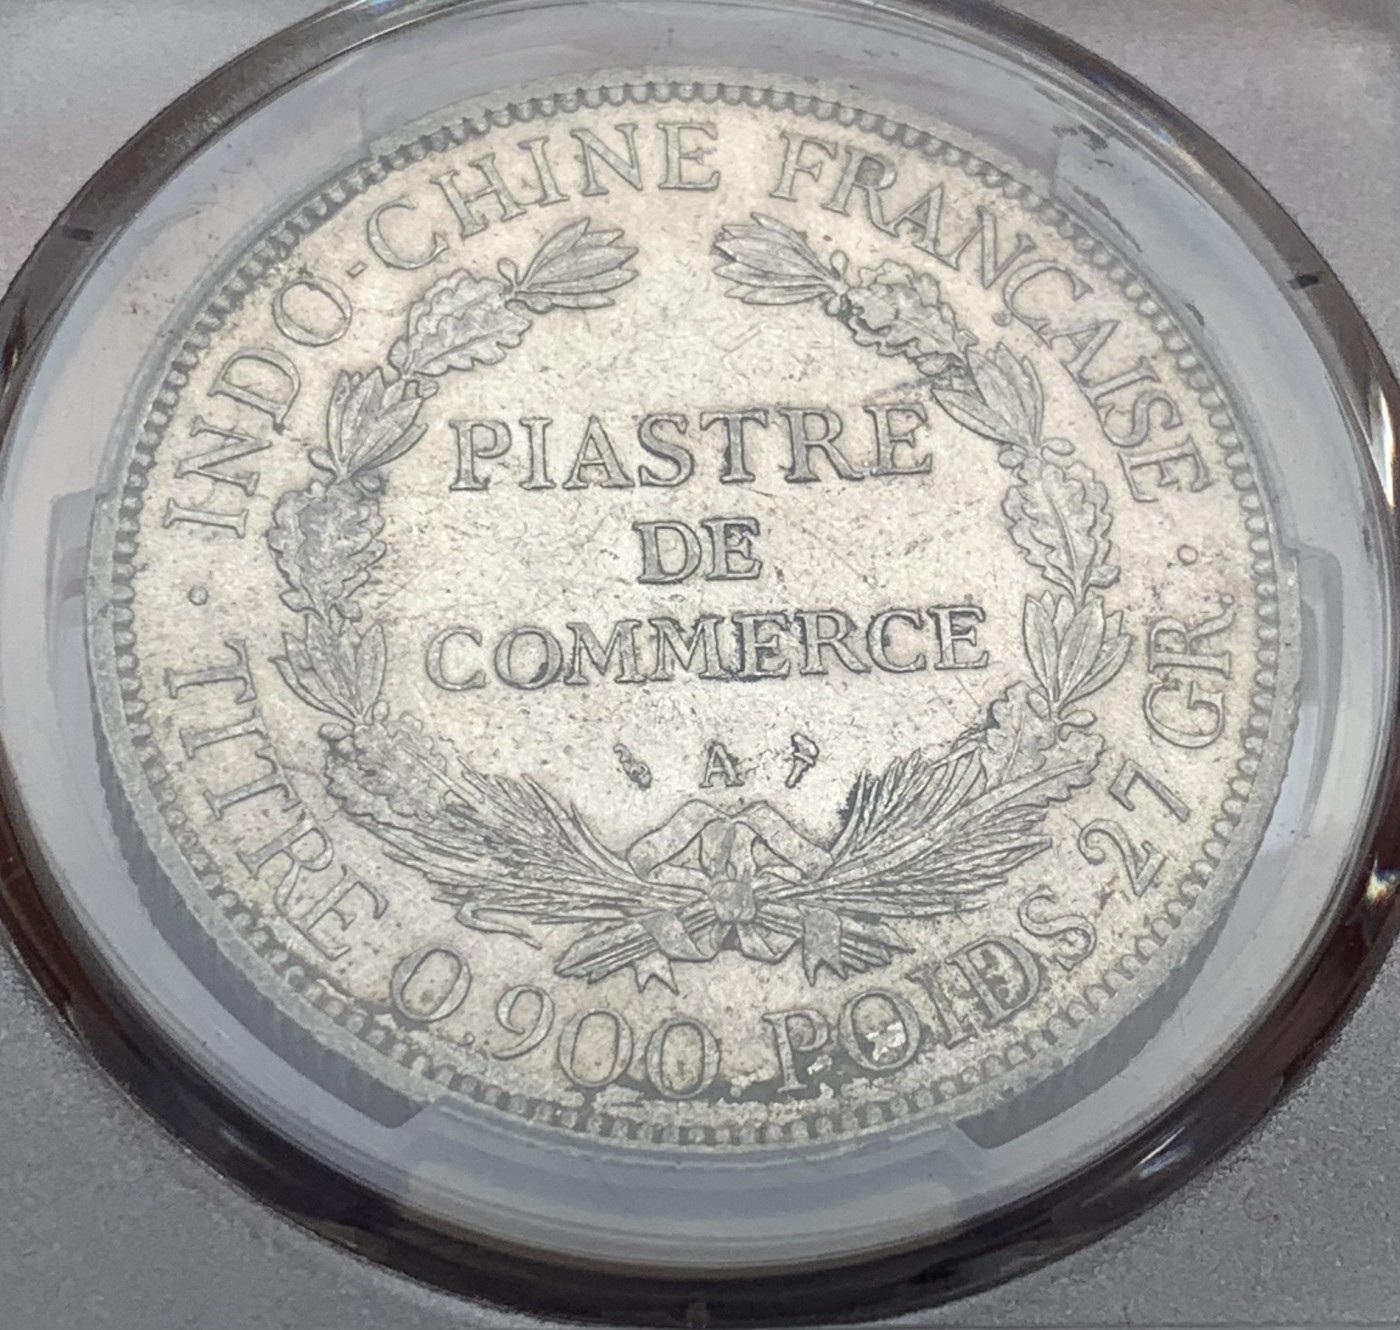 INDO-CHINE FRANÇAISE
PIASTRE
DE
COMMERCE
A
· TITRE 0,900. POIDS 27 GR. ·